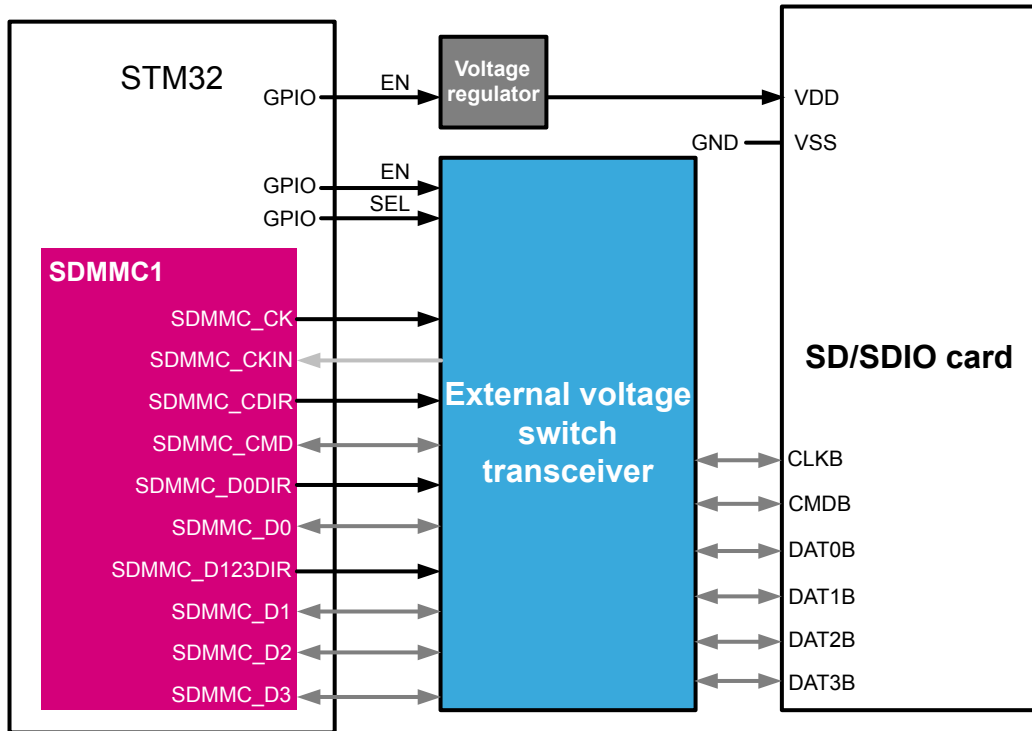 STM32
GPIO
EN
Voltage
regulator
VDD
GND
VSS
GPIO
EN
GPIO
SEL
SDMMC1
SDMMC_CK
SDMMC_CKIN
SDMMC_CDIR
SDMMC_CMD
SDMMC_D0DIR
SDMMC_D0
SDMMC_D123DIR
SDMMC_D1
SDMMC_D2
SDMMC_D3
External voltage
switch
transceiver
SD/SDIO card
CLKB
CMDB
DAT0B
DAT1B
DAT2B
DAT3B